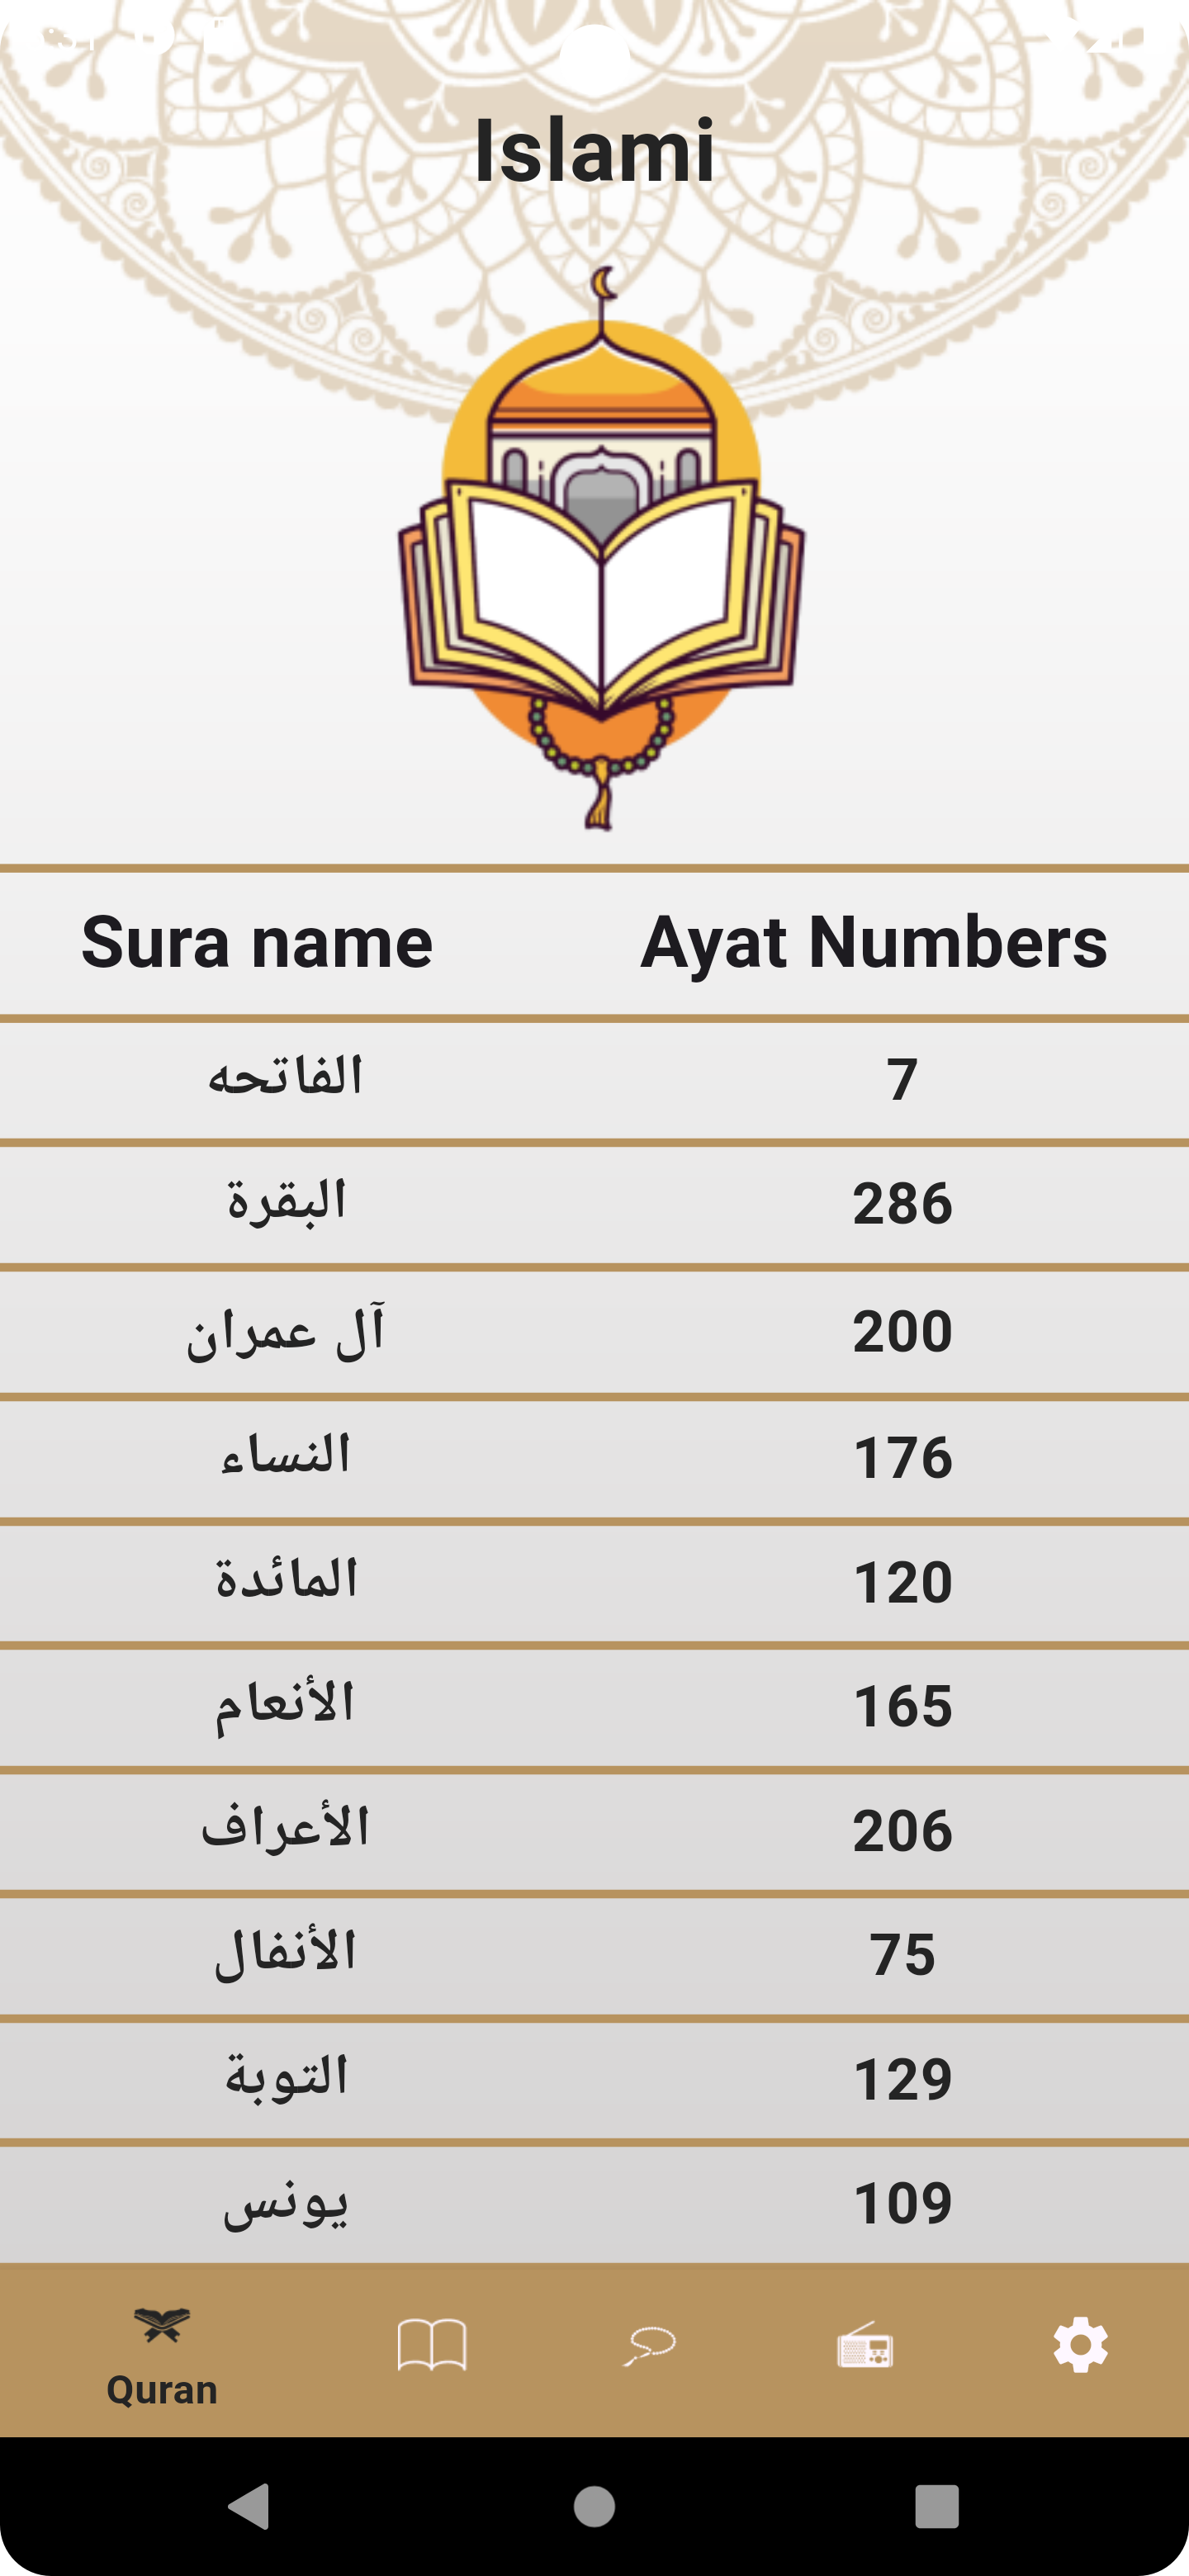 Islami
Sura name Ayat Numbers
الفاتحه 7
البقرة 286
آل عمران 200
النساء 176
المائدة 120
الأنعام 165
الأعراف 206
الأنفال 75
التوبة 129
يونس 109
Quran